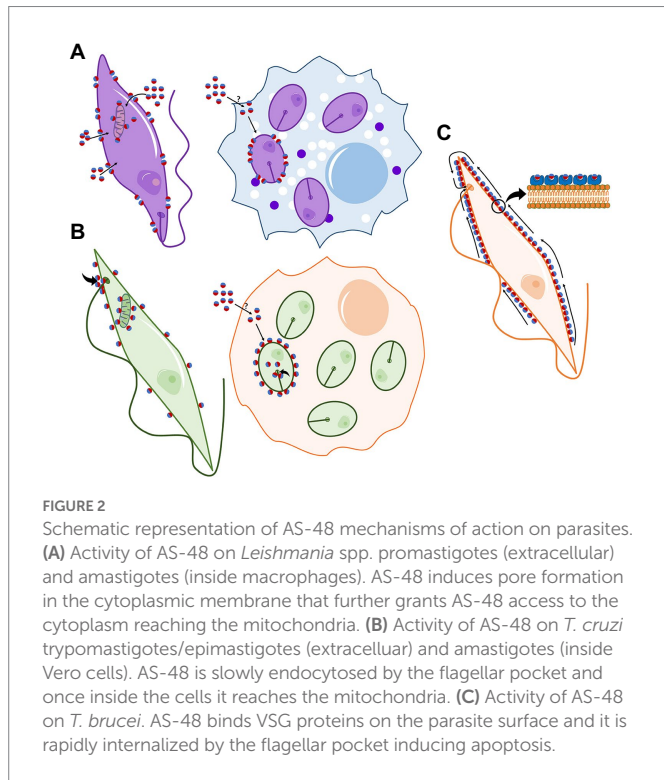 A
?
C
B
?
FIGURE 2
Schematic representation of AS-48 mechanisms of action on parasites.
(A) Activity of AS-48 on Leishmania spp. promastigotes (extracellular)
and amastigotes (inside macrophages). AS-48 induces pore formation
in the cytoplasmic membrane that further grants AS-48 access to the
cytoplasm reaching the mitochondria. (B) Activity of AS-48 on T. cruzi
trypomastigotes/epimastigotes (extracelluar) and amastigotes (inside
Vero cells). AS-48 is slowly endocytosed by the flagellar pocket and
once inside the cells it reaches the mitochondria. (C) Activity of AS-48
on T. brucei. AS-48 binds VSG proteins on the parasite surface and it is
rapidly internalized by the flagellar pocket inducing apoptosis.